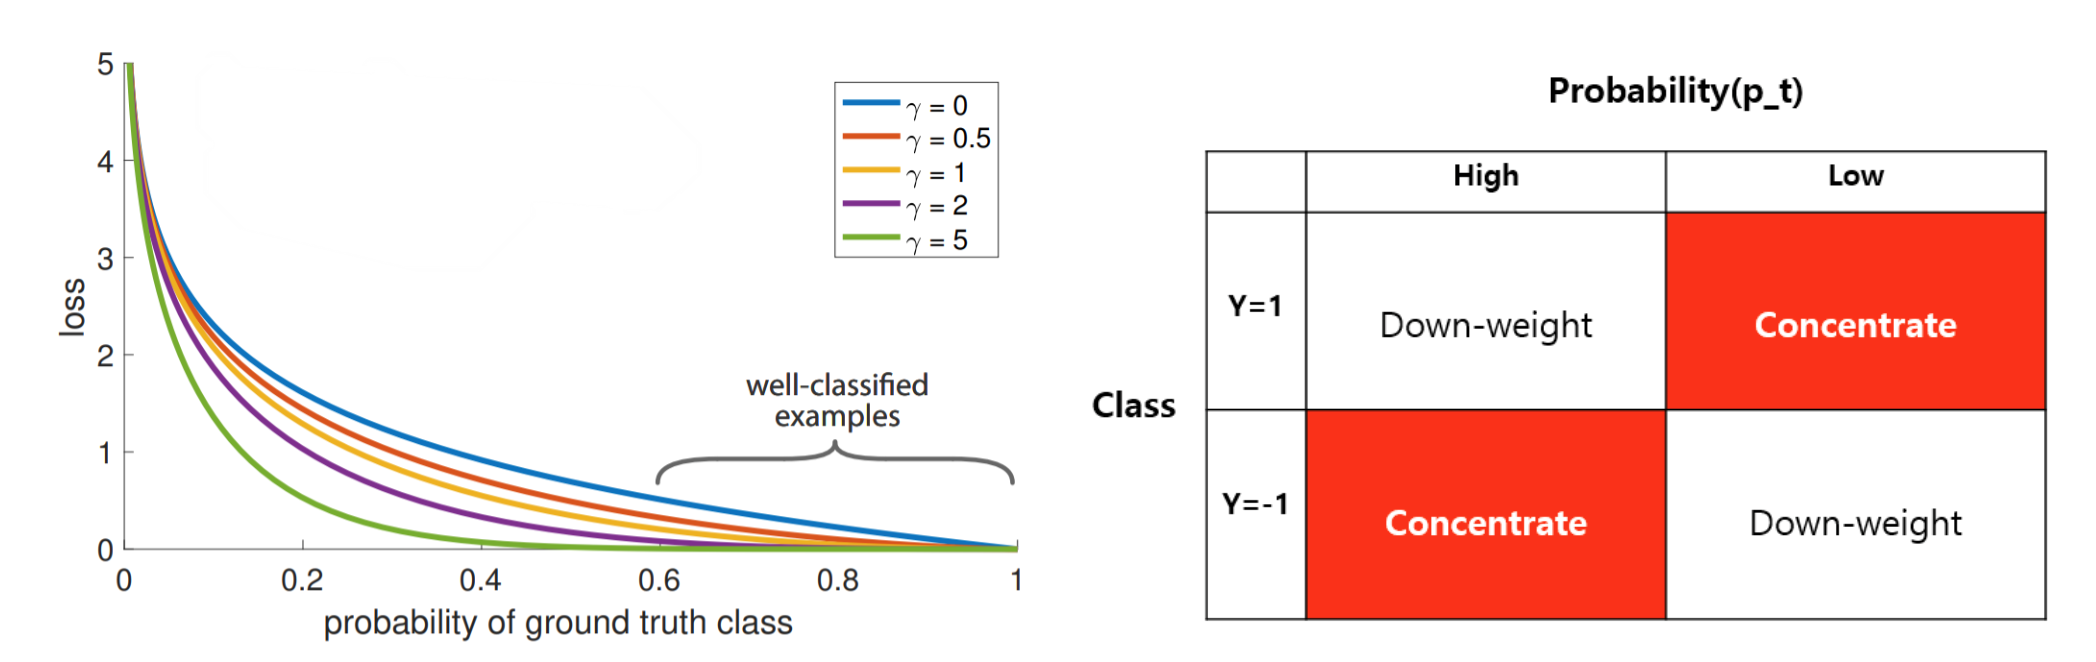 5
4
3
2
1
0
loss
0 0.2 0.4 0.6 0.8 1
probability of ground truth class
γ = 0
γ = 0.5
γ = 1
γ = 2
γ = 5
well-classified
examples
Probability(p_t)
High Low
Class
Y=1 Down-weight Concentrate
Y=-1 Concentrate Down-weight